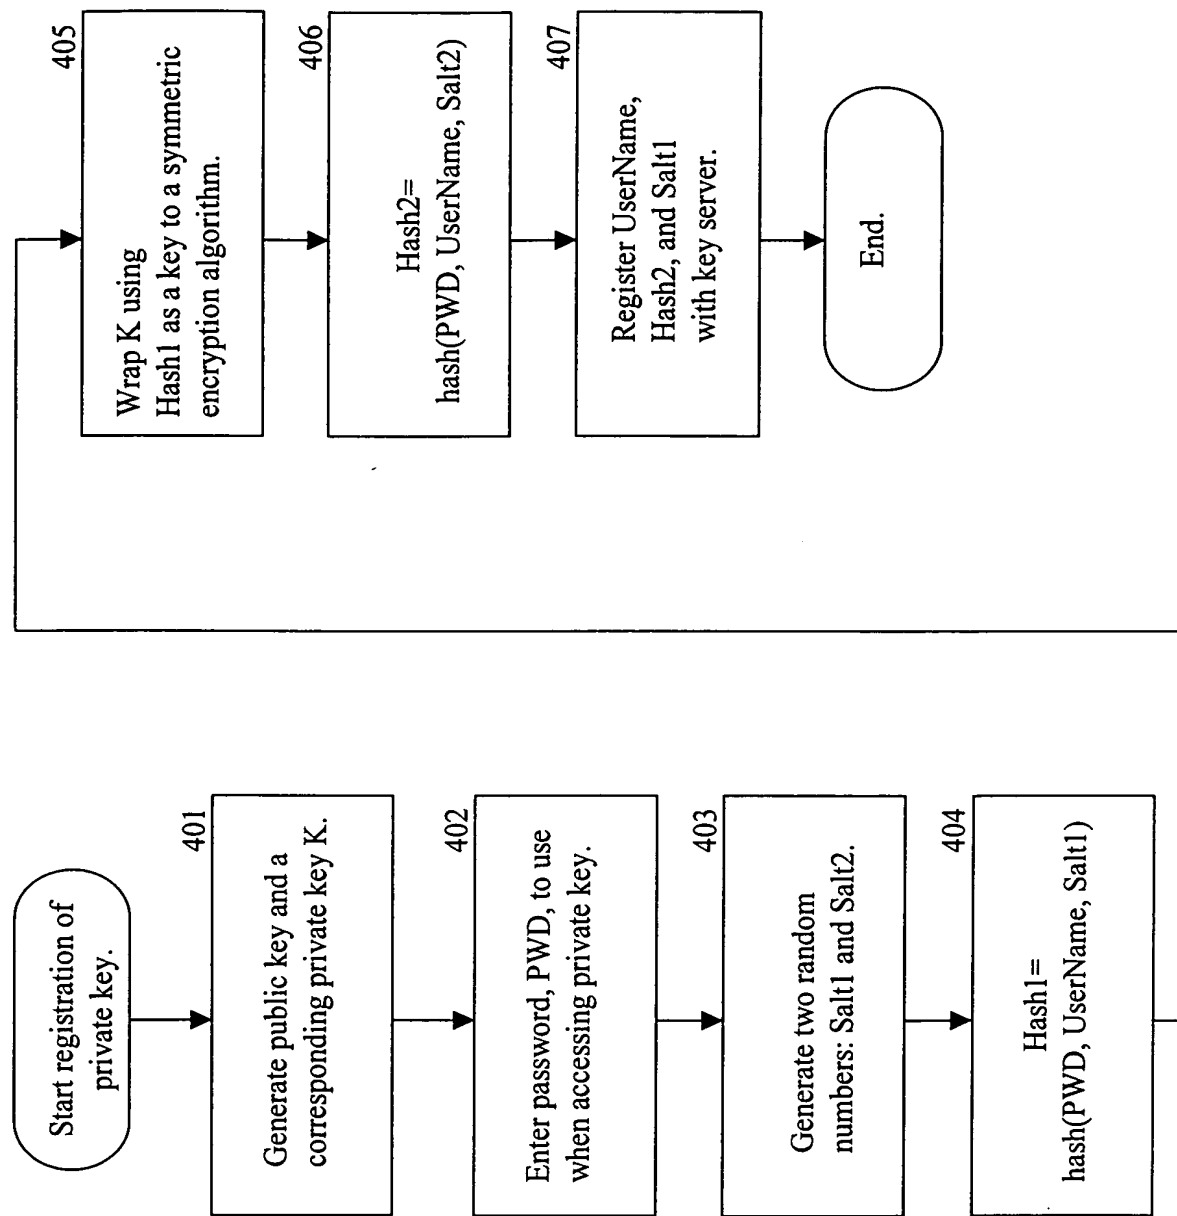 Start registration of
private key.
401
Generate public key and a
corresponding private key K.
402
Enter password, PWD, to use
when accessing private key.
403
Generate two random
numbers: Salt1 and Salt2.
404
Hash1=
hash(PWD, UserName, Salt1)
405
Wrap K using
Hash1 as a key to a symmetric
encryption algorithm.
406
Hash2=
hash(PWD, UserName, Salt2)
407
Register UserName,
Hash2, and Salt1
with key server.
End.